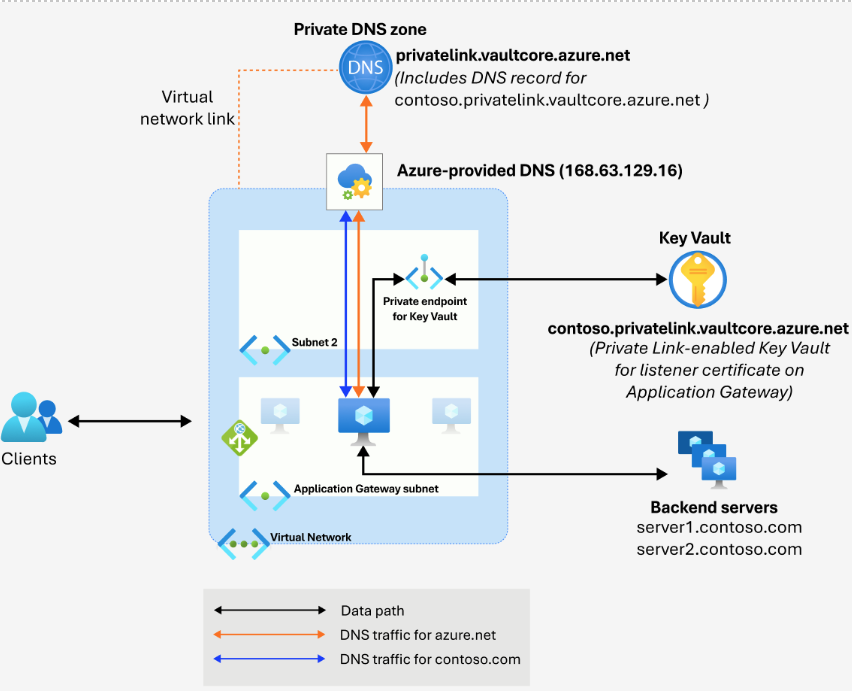 Private DNS zone
DNS
privatelink.vaultcore.azure.net
(Includes DNS record for
contoso.privatelink.vaultcore.azure.net )
Virtual
network link
Azure-provided DNS (168.63.129.16)
Key Vault
Private endpoint
for Key Vault
contoso.privatelink.vaultcore.azure.net
(Private Link-enabled Key Vault
for listener certificate on
Application Gateway)
Subnet 2
Clients
Application Gateway subnet
Backend servers
server1.contoso.com
server2.contoso.com
Virtual Network
Data path
DNS traffic for azure.net
DNS traffic for contoso.com